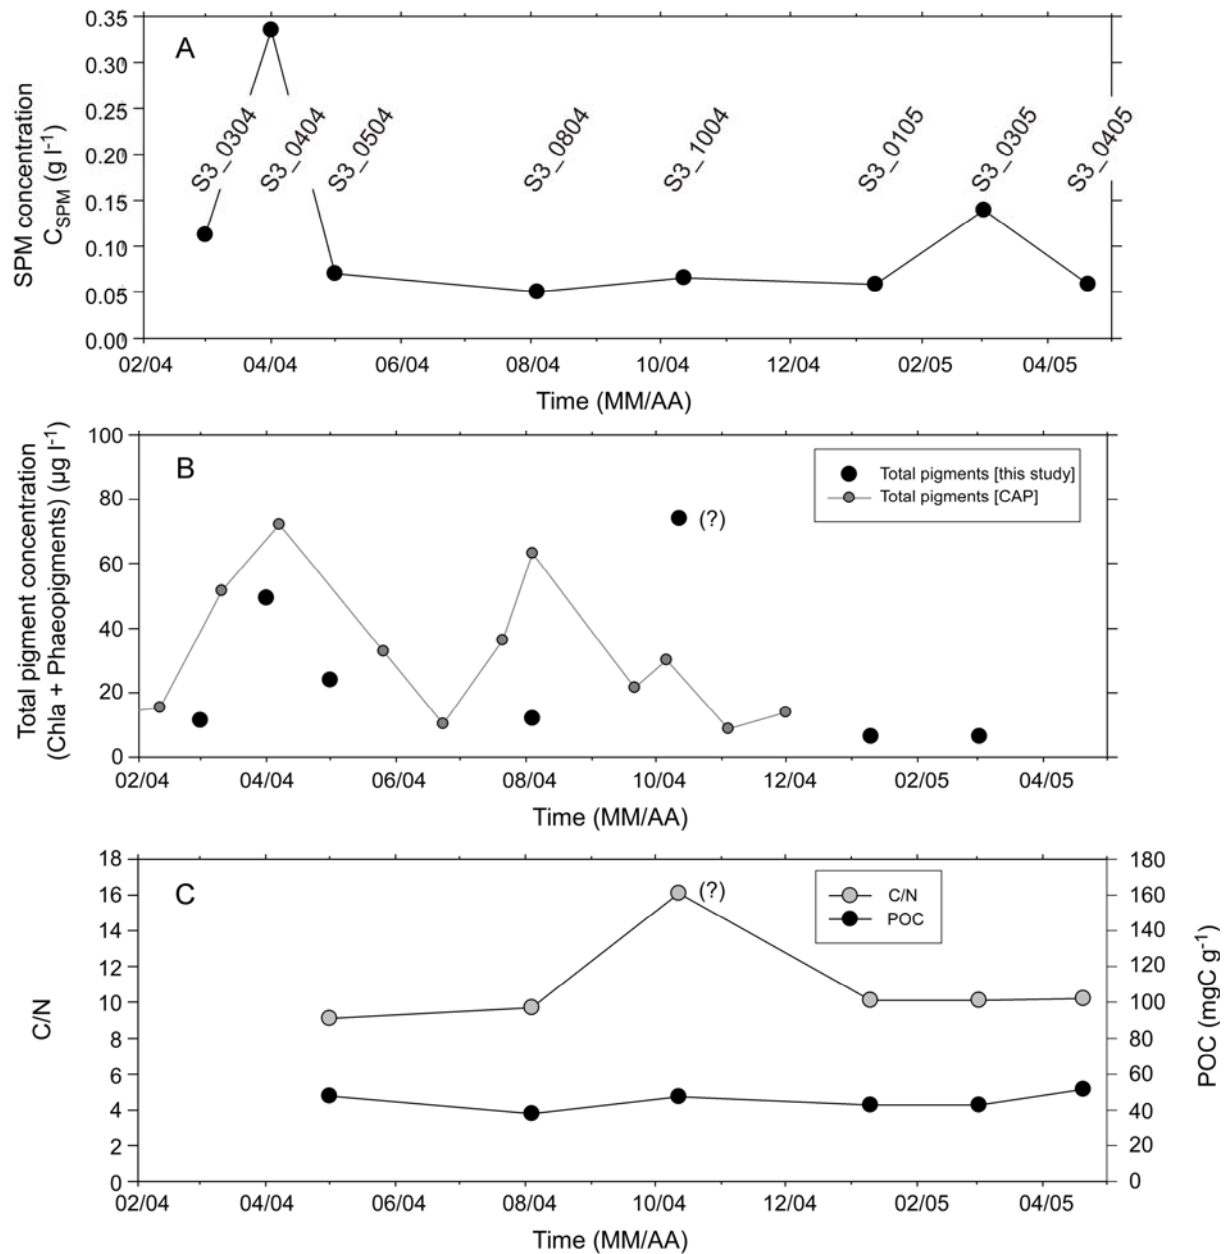 A
SPM concentration
C_SPM (g l⁻¹)
0.35
0.30
0.25
0.20
0.15
0.10
0.05
0.00
S3_0304
S3_0404
S3_0504
S3_0804
S3_1004
S3_0105
S3_0305
S3_0405
02/04 04/04 06/04 08/04 10/04 12/04 02/05 04/05
Time (MM/AA)
B
Total pigment concentration
(Chla + Phaeopigments) (µg l⁻¹)
100
80
60
40
20
0
Total pigments [this study]
Total pigments [CAP]
(?)
02/04 04/04 06/04 08/04 10/04 12/04 02/05 04/05
Time (MM/AA)
C
C/N
18
16
14
12
10
8
6
4
2
0
(?)
C/N
POC
180
160
140
120
100
80
60
40
20
0
POC (mgC g⁻¹)
02/04 04/04 06/04 08/04 10/04 12/04 02/05 04/05
Time (MM/AA)